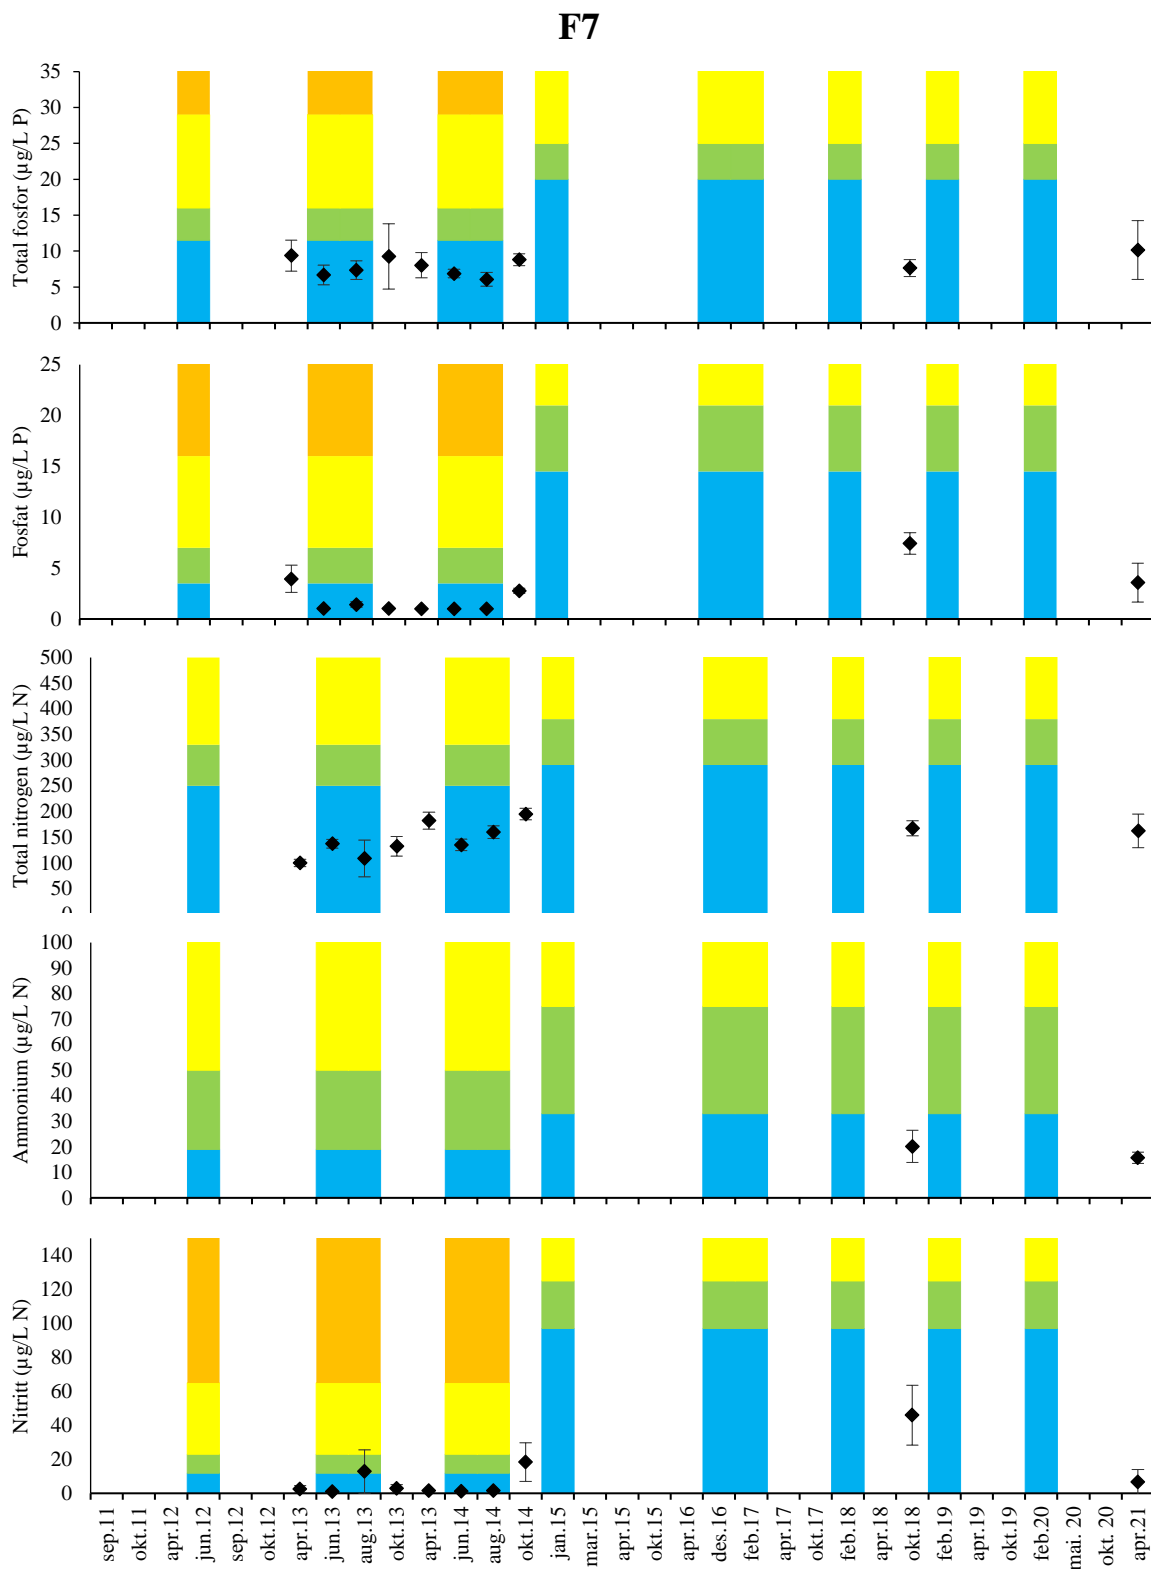 F7
Total fosfor (µg/L P)
35
30
25
20
15
10
5
0
Fosfat (µg/L P)
25
20
15
10
5
0
Total nitrogen (µg/L N)
500
450
400
350
300
250
200
150
100
50
0
Ammonium (µg/L N)
100
90
80
70
60
50
40
30
20
10
0
Nitritt (µg/L N)
140
120
100
80
60
40
20
0
sep.11
okt.11
apr.12
jun.12
sep.12
okt.12
apr.13
jun.13
aug.13
okt.13
apr.13
jun.14
aug.14
okt.14
jan.15
mar.15
apr.15
okt.15
apr.16
des.16
feb.17
apr.17
okt.17
feb.18
apr.18
okt.18
feb.19
apr.19
okt.19
feb.20
mai. 20
okt. 20
apr.21